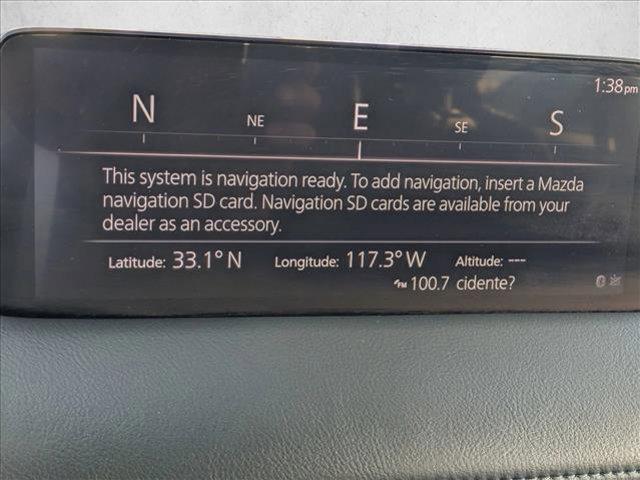 1:38pm
N NE E SE S
This system is navigation ready. To add navigation, insert a Mazda
navigation SD card. Navigation SD cards are available from your
dealer as an accessory.
Latitude: 33.1° N Longitude: 117.3° W Altitude: ---
FM 100.7 cidente?